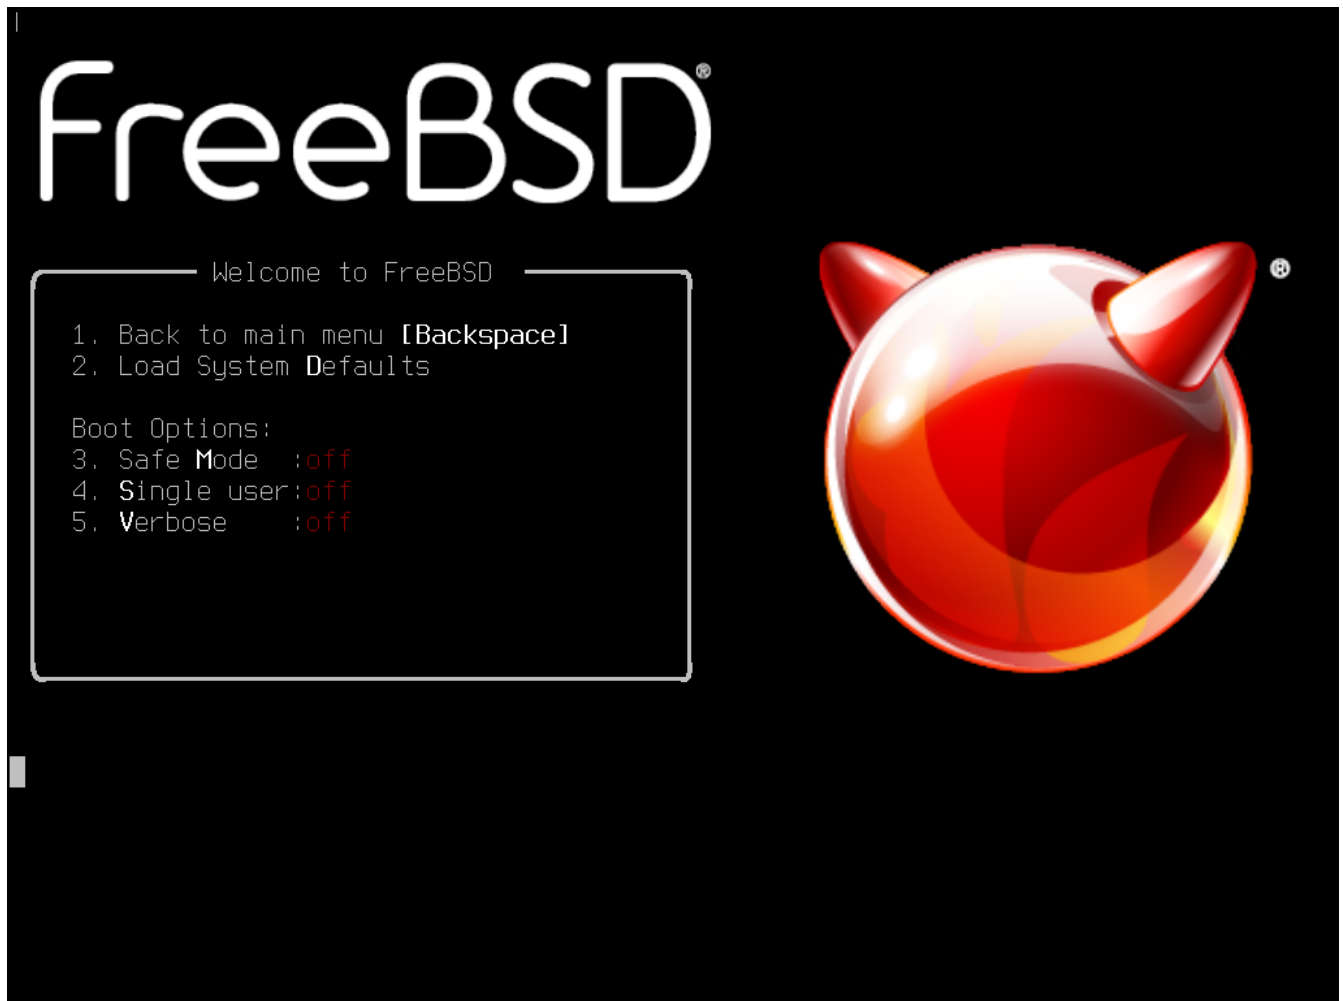 FreeBSD®
Welcome to FreeBSD
1. Back to main menu [Backspace]
2. Load System Defaults
Boot Options:
3. Safe Mode  :off
4. Single user:off
5. Verbose    :off
®